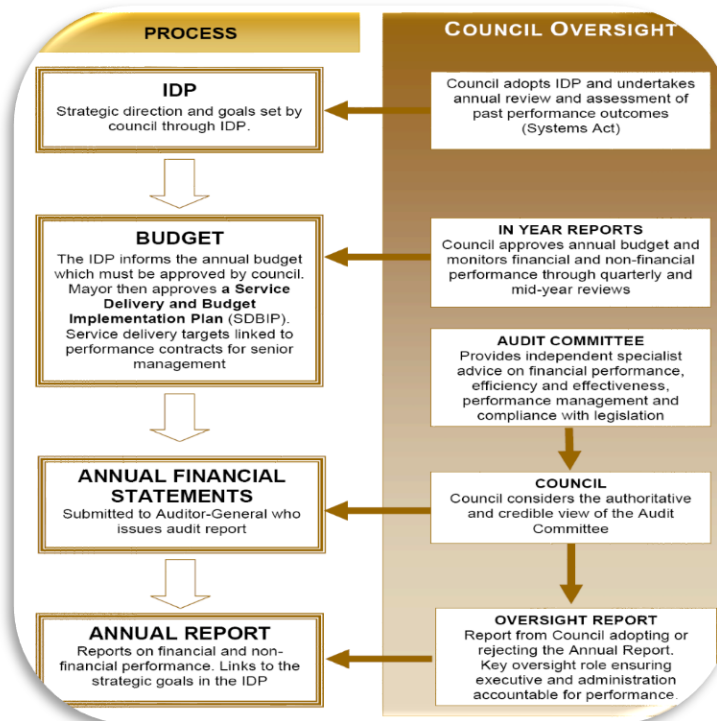 PROCESS
IDP
Strategic direction and goals set by
council through IDP.
BUDGET
The IDP informs the annual budget
which must be approved by council.
Mayor then approves a Service
Delivery and Budget
Implementation Plan (SDBIP).
Service delivery targets linked to
performance contracts for senior
management
ANNUAL FINANCIAL
STATEMENTS
Submitted to Auditor-General who
issues audit report
ANNUAL REPORT
Reports on financial and non-
financial performance. Links to the
strategic goals in the IDP
COUNCIL OVERSIGHT
Council adopts IDP and undertakes
annual review and assessment of
past performance outcomes
(Systems Act)
IN YEAR REPORTS
Council approves annual budget and
monitors financial and non-financial
performance through quarterly and
mid-year reviews
AUDIT COMMITTEE
Provides independent specialist
advice on financial performance,
efficiency and effectiveness,
performance management and
compliance with legislation
COUNCIL
Council considers the authoritative
and credible view of the Audit
Committee
OVERSIGHT REPORT
Report from Council adopting or
rejecting the Annual Report.
Key oversight role ensuring
executive and administration
accountable for performance.